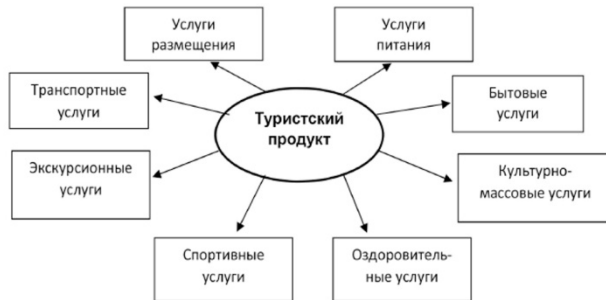 Услуги
размещения
Услуги
питания
Транспортные
услуги
Туристский
продукт
Бытовые
услуги
Экскурсионные
услуги
Культурно-
массовые услуги
Спортивные
услуги
Оздоровитель-
ные услуги